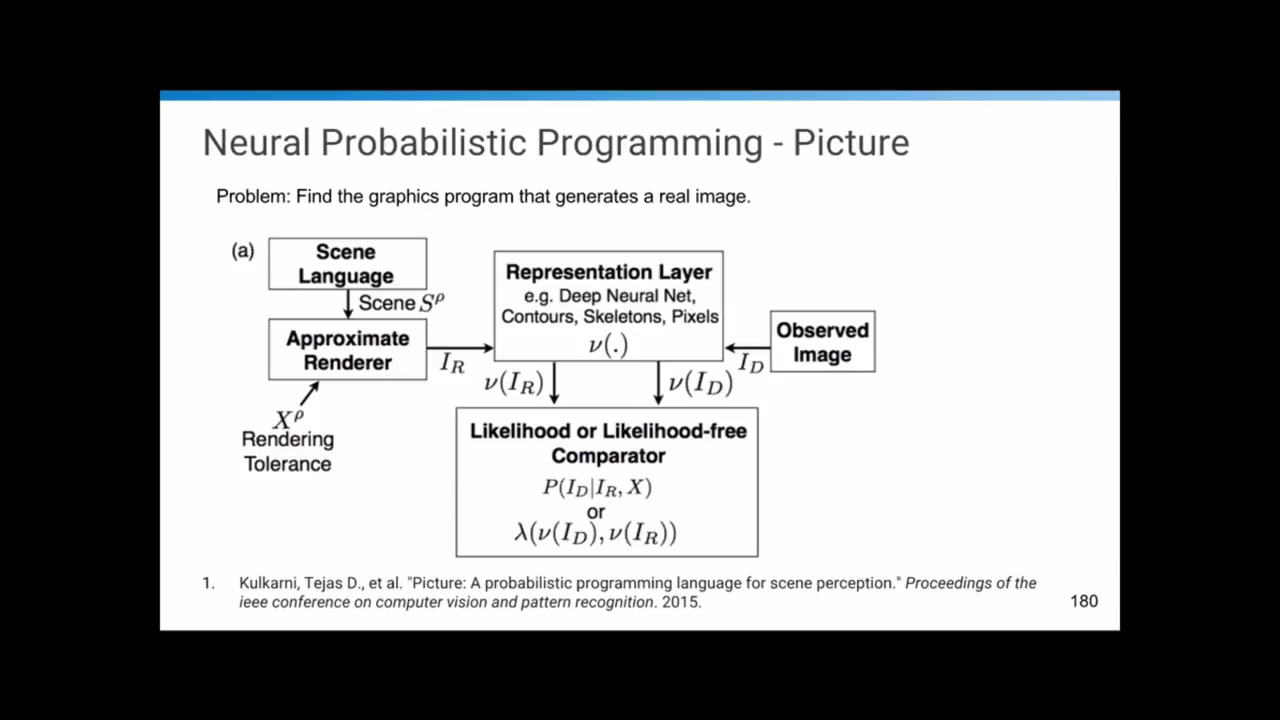 Neural Probabilistic Programming - Picture
Problem: Find the graphics program that generates a real image.
(a)
Scene
Language
Scene S^ρ
Approximate
Renderer
X^ρ
Rendering
Tolerance
I_R
Representation Layer
e.g. Deep Neural Net,
Contours, Skeletons, Pixels
ν(.)
I_D
Observed
Image
ν(I_R)
ν(I_D)
Likelihood or Likelihood-free
Comparator
P(I_D|I_R, X)
or
λ(ν(I_D), ν(I_R))
1. Kulkarni, Tejas D., et al. "Picture: A probabilistic programming language for scene perception." Proceedings of the
ieee conference on computer vision and pattern recognition. 2015.
180